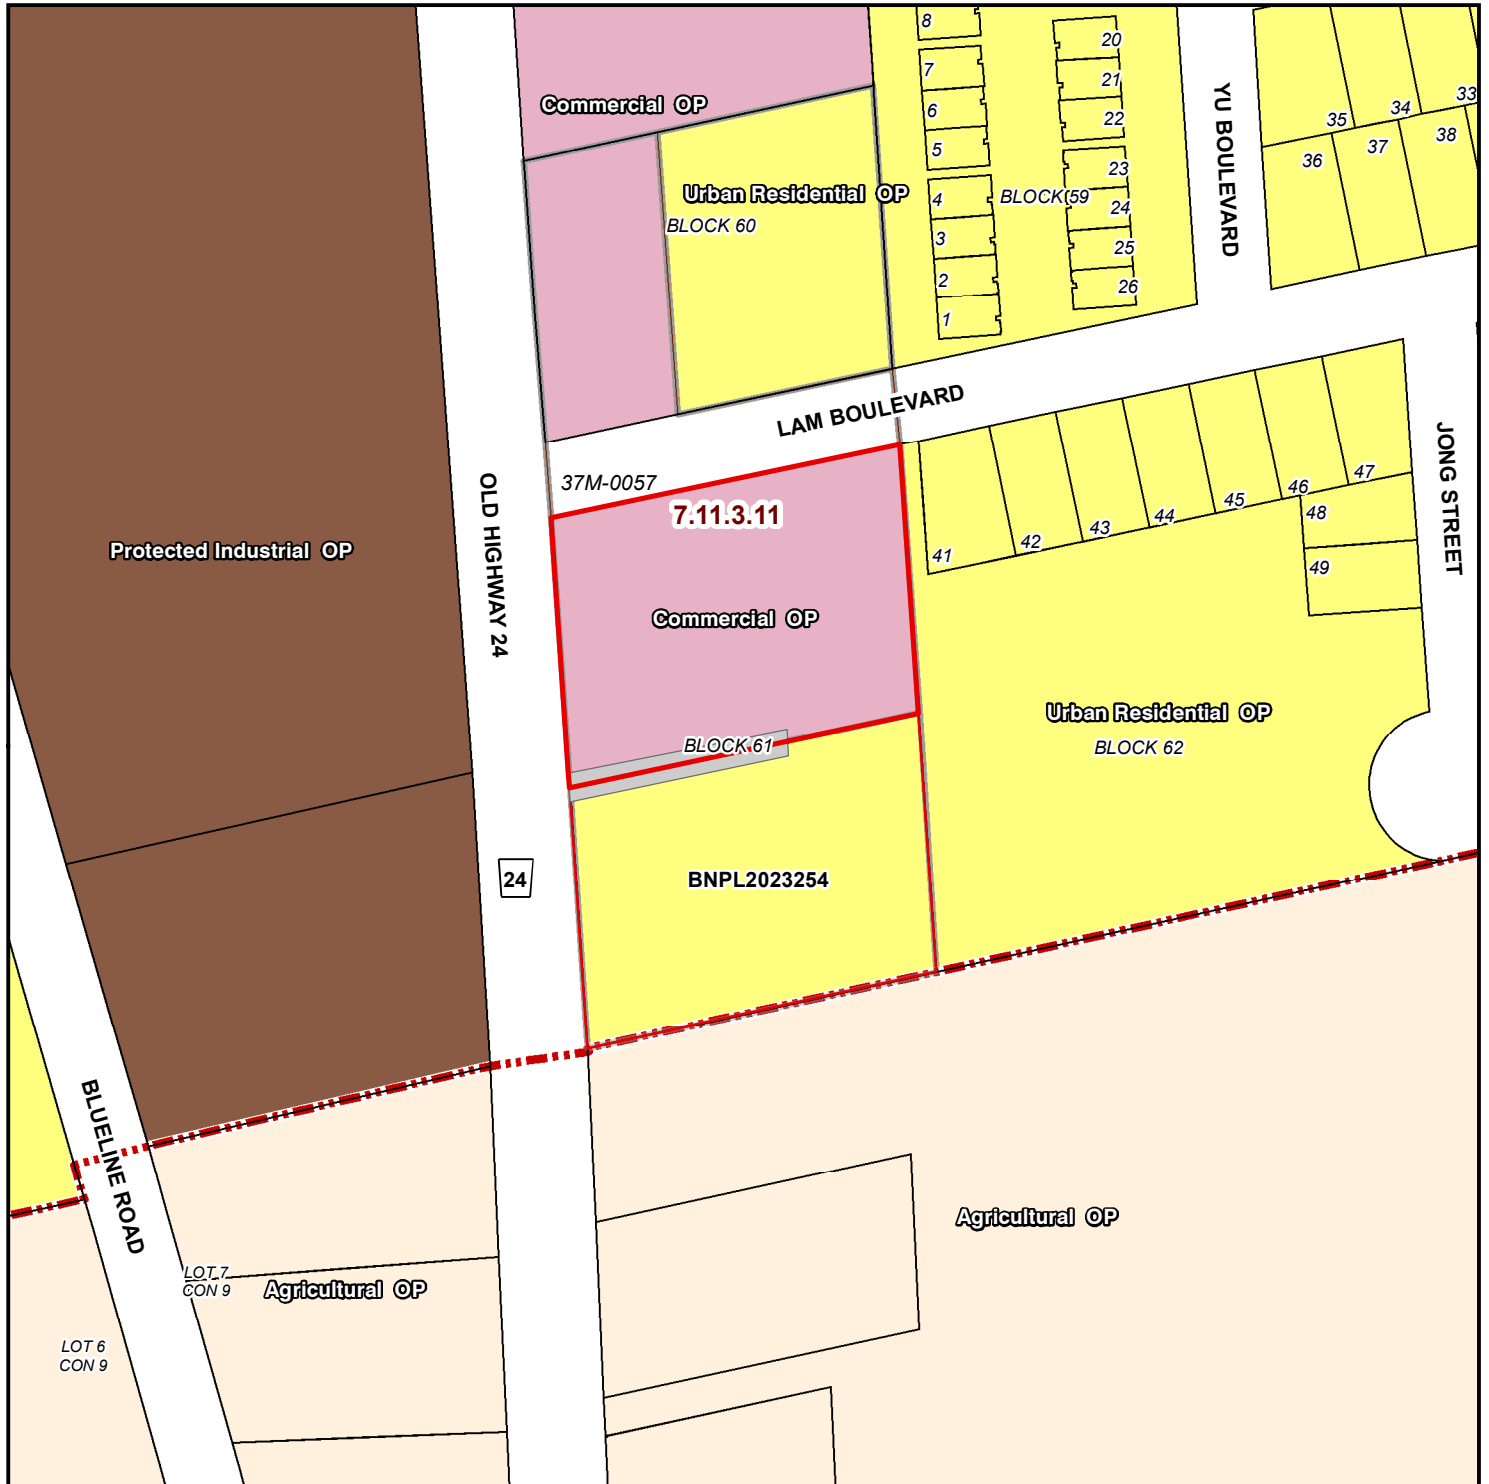 8
20
7
YU BOULEVARD
21
33
Commercial OP
34
6
22
35
38
5
37
36
23
Urban Residential OP
BLOCK 59
4
24
BLOCK 60
3
25
2
26
1
LAM BOULEVARD
JONG STREET
47
37M-0057
46
45
48
7.11.3.11
44
43
42
41
49
OLD HIGHWAY 24
Protected Industrial OP
Commercial OP
Urban Residential OP
BLOCK 61
BLOCK 62
24
BNPL2023254
BLUELINE ROAD
Agricultural OP
LOT 7
CON 9
Agricultural OP
LOT 6
CON 9